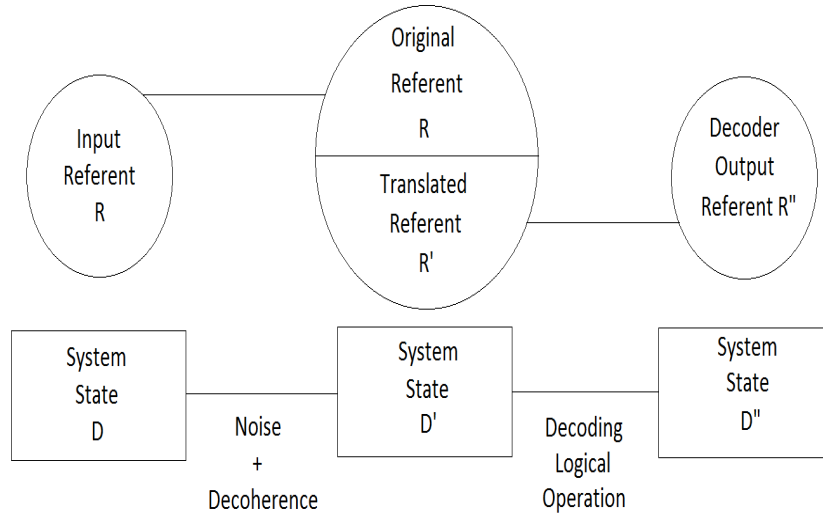 Input
Referent
R
Original
Referent
R
Translated
Referent
R'
Decoder
Output
Referent R"
System
State
D
Noise
+
Decoherence
System
State
D'
Decoding
Logical
Operation
System
State
D"